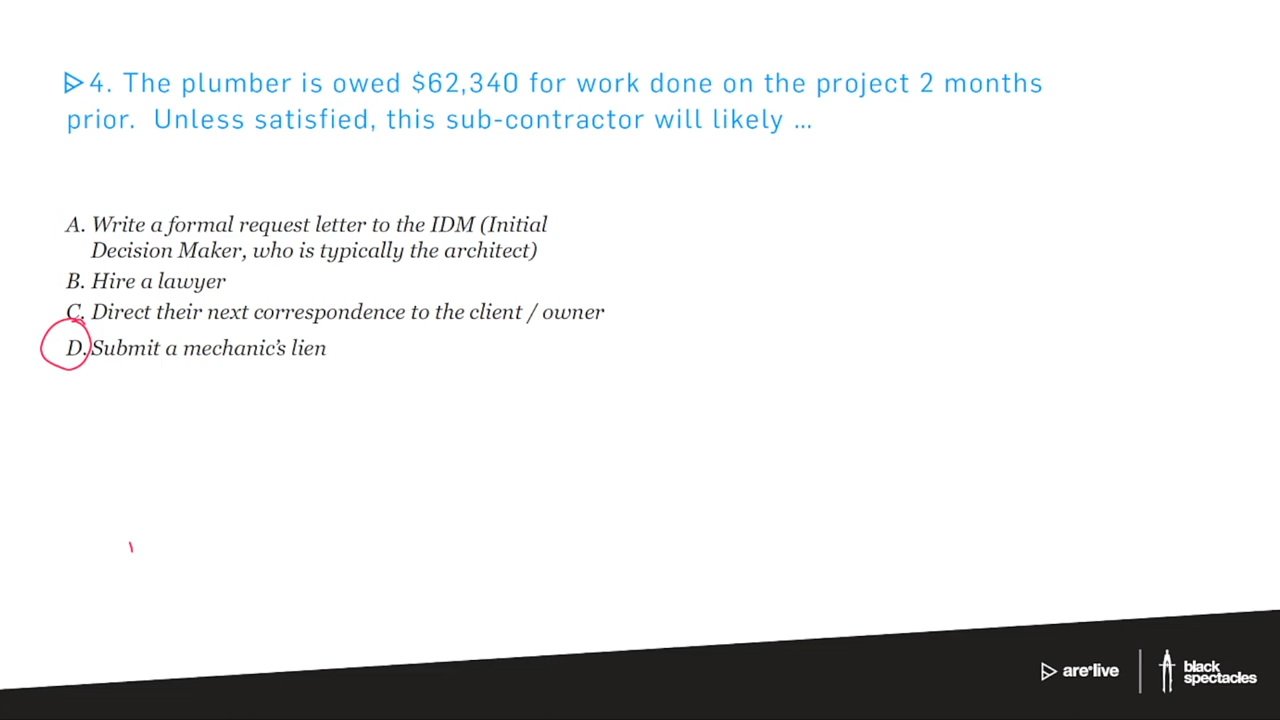 4. The plumber is owed $62,340 for work done on the project 2 months
prior.  Unless satisfied, this sub-contractor will likely ...
A. Write a formal request letter to the IDM (Initial
Decision Maker, who is typically the architect)
B. Hire a lawyer
C. Direct their next correspondence to the client / owner
D. Submit a mechanic's lien
are•live
black
spectacles